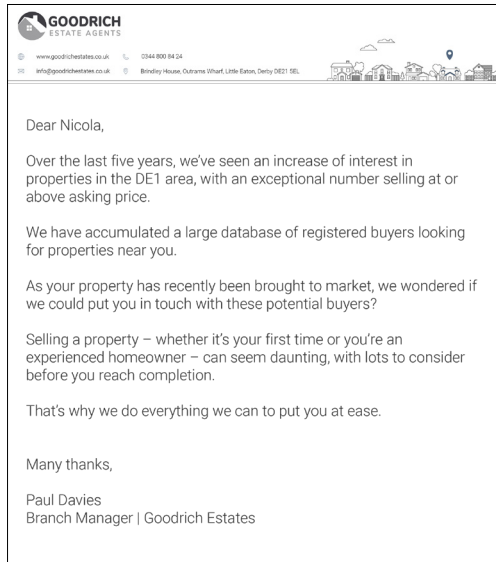 GOODRICH
ESTATE AGENTS
www.goodrichestates.co.uk 0344 800 84 24
info@goodrichestates.co.uk Brindley House, Outrams Wharf, Little Eaton, Derby DE21 5EL
Dear Nicola,
Over the last five years, we've seen an increase of interest in
properties in the DE1 area, with an exceptional number selling at or
above asking price.
We have accumulated a large database of registered buyers looking
for properties near you.
As your property has recently been brought to market, we wondered if
we could put you in touch with these potential buyers?
Selling a property – whether it's your first time or you're an
experienced homeowner – can seem daunting, with lots to consider
before you reach completion.
That's why we do everything we can to put you at ease.
Many thanks,
Paul Davies
Branch Manager | Goodrich Estates